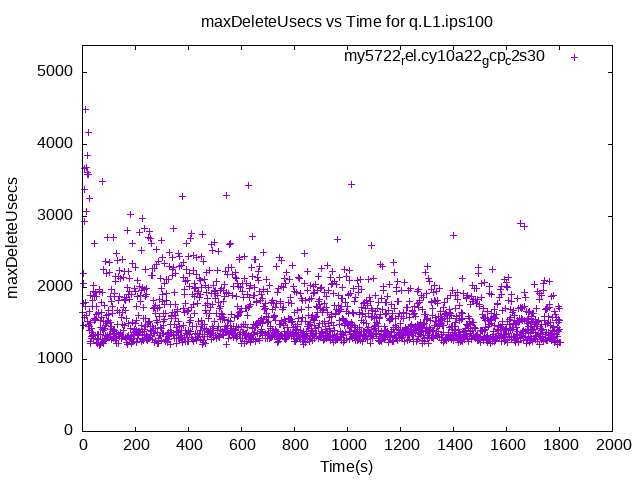 maxDeleteUsecs vs Time for q.L1.ips100
my5722rel.cy10a22gcpc2s30
5000
4000
3000
2000
1000
0
maxDeleteUsecs
0 200 400 600 800 1000 1200 1400 1600 1800 2000
Time(s)